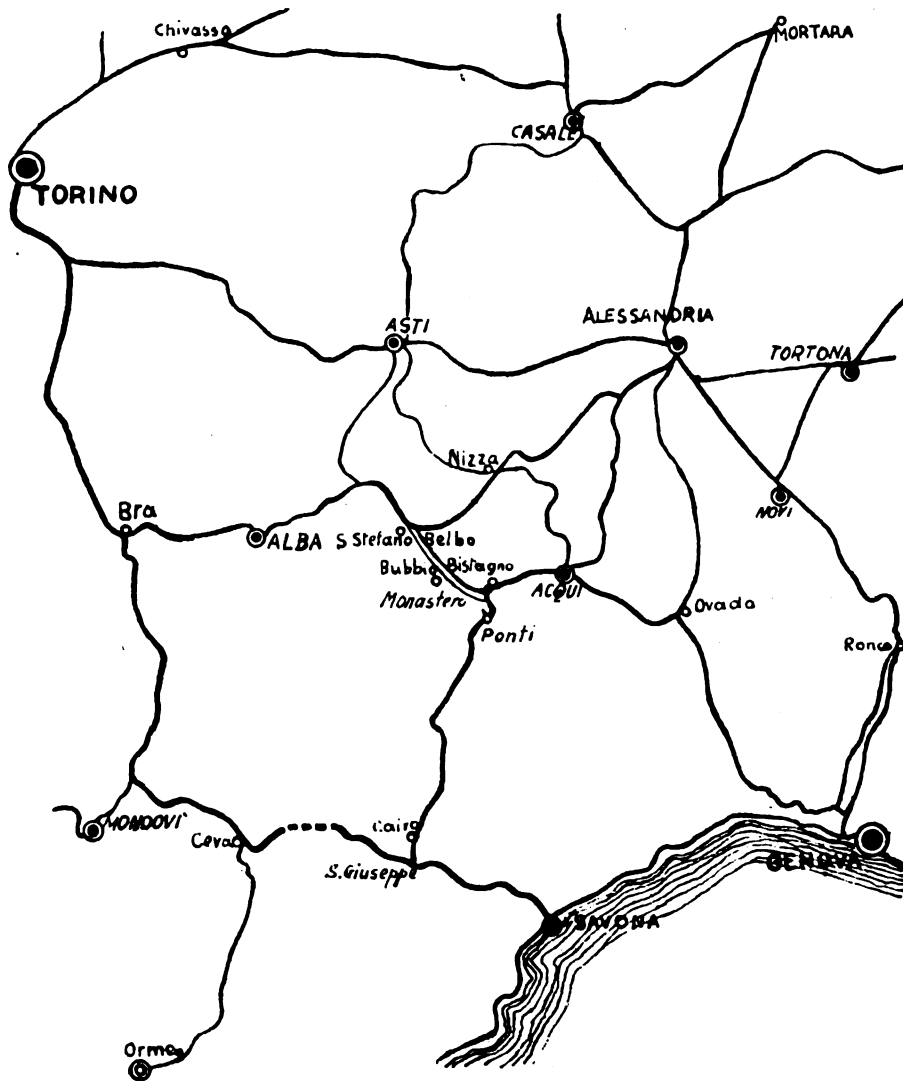 Chivasso
MORTARA
CASALE
TORINO
ASTI
ALESSANDRIA
TORTONA
Nizza
Bra
ALBA
S Stefano Belbo
NOVI
Bubbio
Bistagno
Monastero
ACQUI
Ponti
Ovada
Ronco
MONDOVI'
Ceva
Cairo
S. Giuseppe
GENOVA
SAVONA
Ormea